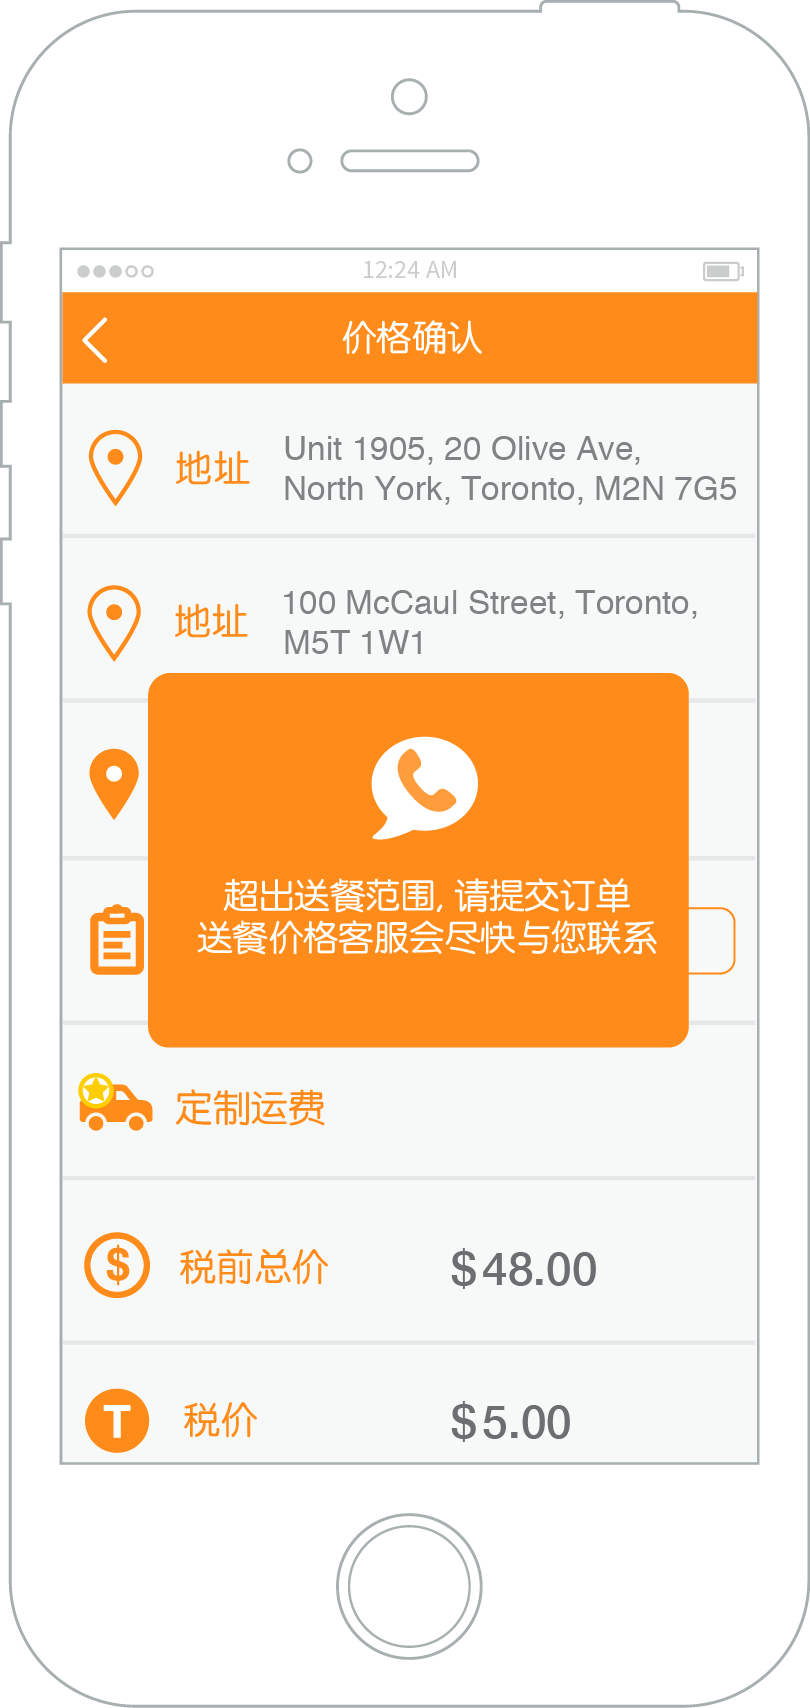 12:24 AM
价格确认
地址
Unit 1905, 20 Olive Ave,
North York, Toronto, M2N 7G5
地址
100 McCaul Street, Toronto,
M5T 1W1
超出送餐范围, 请提交订单
送餐价格客服会尽快与您联系
定制运费
$
税前总价 $48.00
T
税价 $5.00